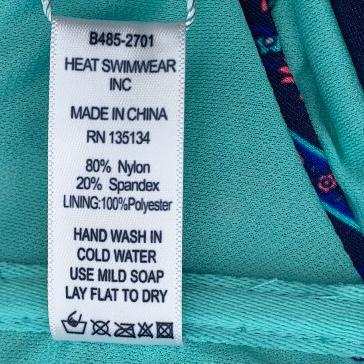 B485-2701
HEAT SWIMWEAR
INC
MADE IN CHINA
RN 135134
80% Nylon
20% Spandex
LINING:100%Polyester
HAND WASH IN
COLD WATER
USE MILD SOAP
LAY FLAT TO DRY